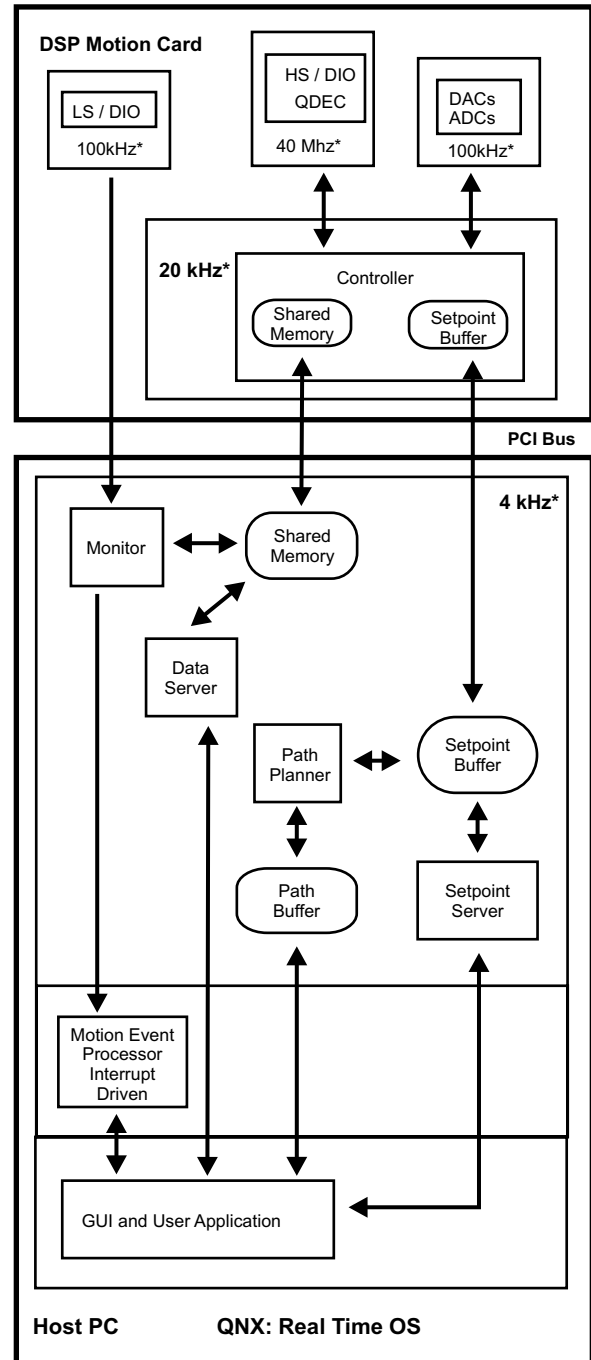 DSP Motion Card
LS / DIO
100kHz*
HS / DIO
QDEC
40 Mhz*
DACs
ADCs
100kHz*
20 kHz*
Controller
Shared
Memory
Setpoint
Buffer
PCI Bus
4 kHz*
Monitor
Shared
Memory
Data
Server
Path
Planner
Setpoint
Buffer
Path
Buffer
Setpoint
Server
Motion Event
Processor
Interrupt
Driven
GUI and User Application
Host PC
QNX: Real Time OS